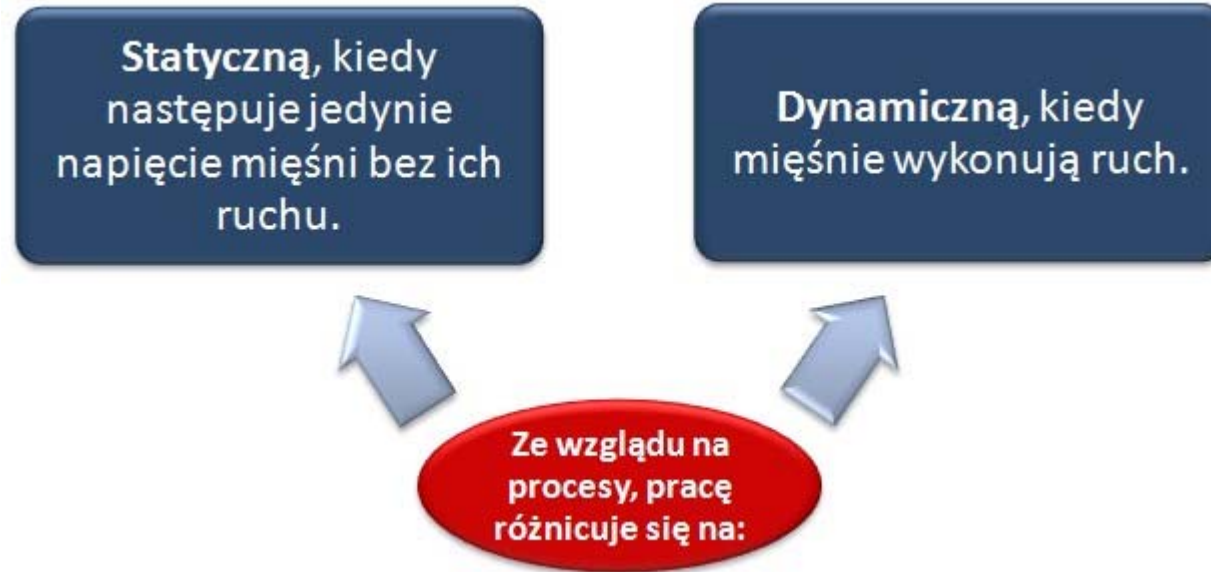 Statyczną, kiedy
następuje jedynie
napięcie mięśni bez ich
ruchu.
Dynamiczną, kiedy
mięśnie wykonują ruch.
Ze wzglądu na
procesy, pracę
różnicuje się na: